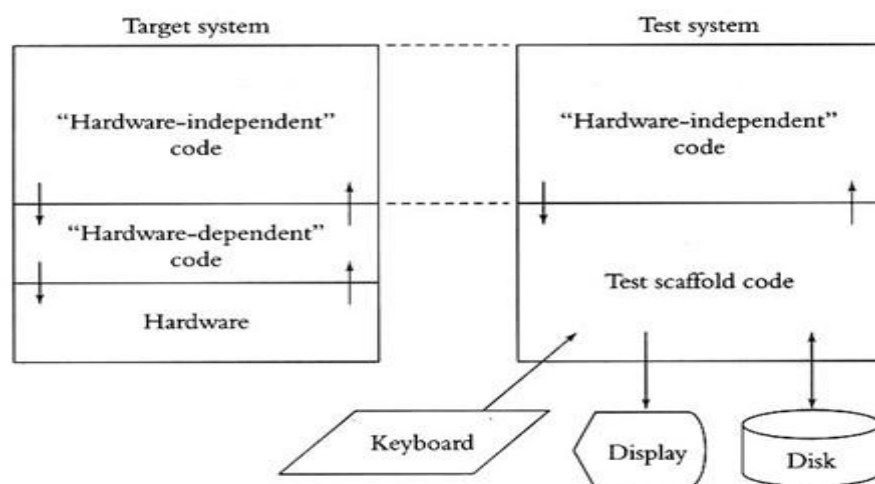 Target system
Test system
“Hardware-independent”
code
“Hardware-independent”
code
“Hardware-dependent”
code
Test scaffold code
Hardware
Keyboard
Display
Disk